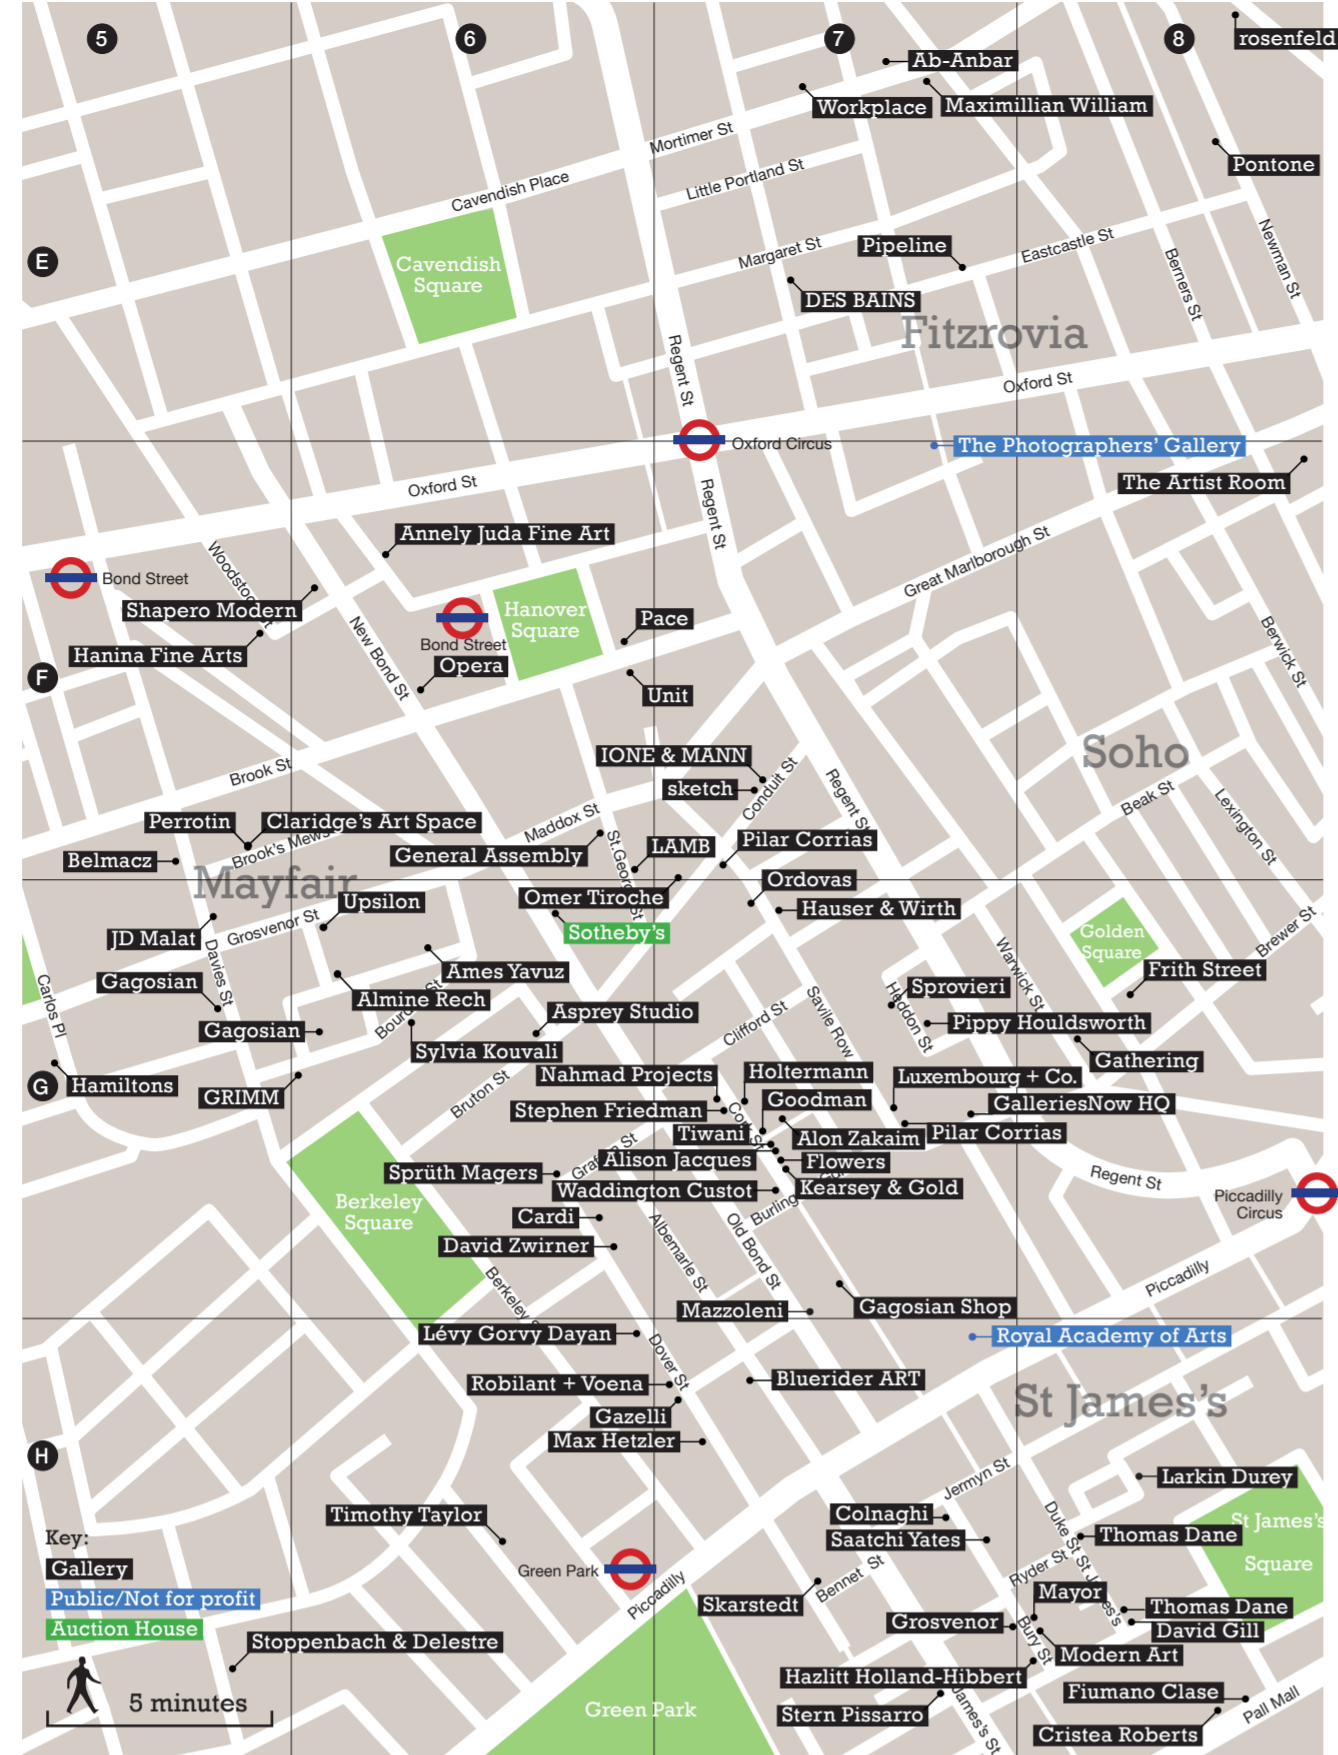 5
6
7
8
rosenfeld
Ab-Anbar
Workplace
Maximillian William
Mortimer St
Pontone
Little Portland St
Cavendish Place
Newman St
Margaret St
Pipeline
Eastcastle St
Berners St
E
Cavendish
Square
DES BAINS
Fitzrovia
Regent St
Oxford St
Oxford Circus
The Photographers' Gallery
The Artist Room
Oxford St
Regent St
Annely Juda Fine Art
Great Marlborough St
Bond Street
Shapero Modern
Hanover
Square
Pace
Bond Street
Hanina Fine Arts
New Bond St
Opera
Berwick St
F
Unit
Soho
IONE & MANN
sketch
Conduit St
Regent St
Brook St
Beak St
Lexington St
Perrotin
Claridge's Art Space
Maddox St
Belmacz
Brook's Mews
General Assembly
LAMB
Pilar Corrias
Mayfair
Ordovas
Upsilon
Omer Tiroche
Hauser & Wirth
Sotheby's
JD Malat
Grosvenor St
Golden
Square
Brewer St
Davies St
Warwick St
Frith Street
Gagosian
Ames Yavuz
Sprovieri
Carlos Pl
Almine Rech
Asprey Studio
Savile Row
Heddon St
Gagosian
Clifford St
Pippy Houldsworth
Sylvia Kouvali
Gathering
G
Hamiltons
Nahmad Projects
Holtermann
Luxembourg + Co.
GRIMM
Bruton St
Stephen Friedman
Cork St
Goodman
GalleriesNow HQ
Tiwani
Alon Zakaim
Pilar Corrias
Grafton St
Alison Jacques
Flowers
Sprüth Magers
Regent St
Waddington Custot
Kearsey & Gold
Piccadilly
Circus
Berkeley
Square
Cardi
David Zwirner
Albemarle St
Old Bond St
Berkeley S
Piccadilly
Mazzoleni
Gagosian Shop
Lévy Gorvy Dayan
Royal Academy of Arts
Dover St
Robilant + Voena
Bluerider ART
St James's
Gazelli
Max Hetzler
H
Jermyn St
Larkin Durey
Timothy Taylor
Colnaghi
Duke St St James's
St James's
Square
Key:
Saatchi Yates
Thomas Dane
Gallery
Green Park
Bennet St
Ryder St
Public/Not for profit
Piccadilly
Skarstedt
Mayor
Thomas Dane
Auction House
Grosvenor
David Gill
Stoppenbach & Delestre
Bury St
Modern Art
Hazlitt Holland-Hibbert
Fiumano Clase
5 minutes
Green Park
Stern Pissarro
James's St
Cristea Roberts
Pall Mall